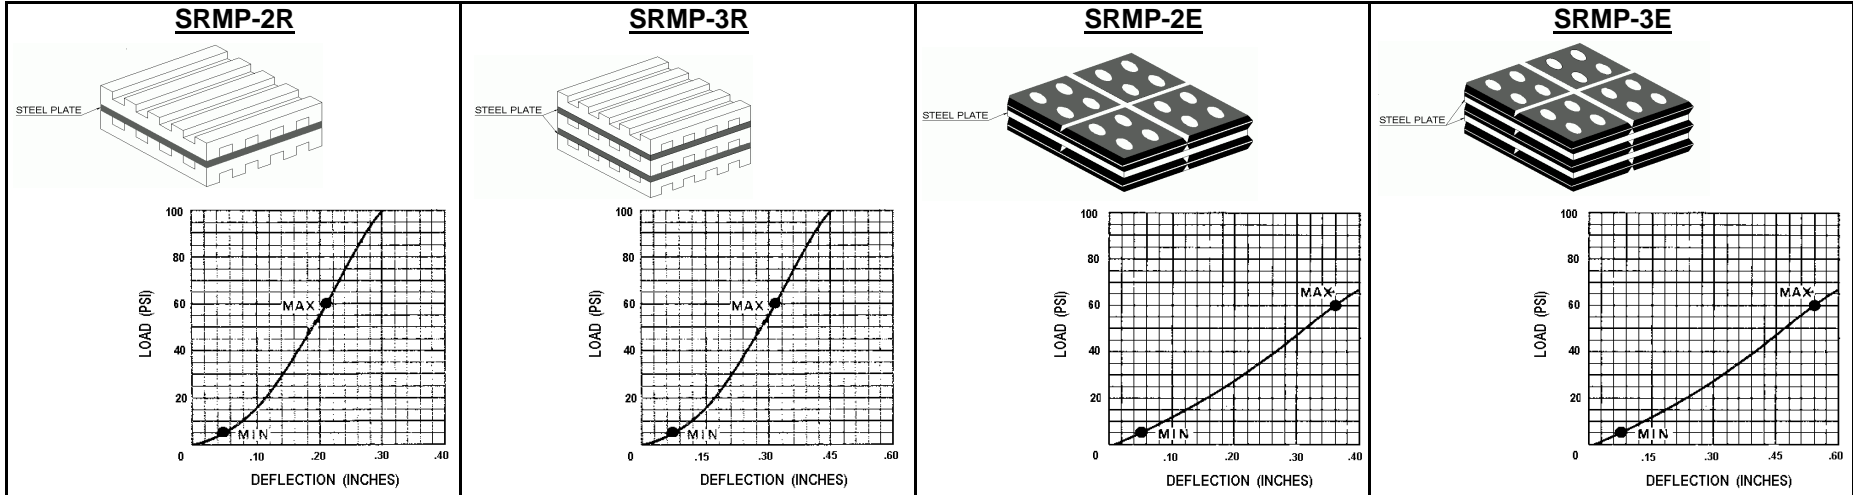 SRMP-2R
STEEL PLATE
100
80
60
40
20
0
LOAD (PSI)
MAX
MIN
.10
.20
.30
.40
DEFLECTION (INCHES)
SRMP-3R
STEEL PLATE
100
80
60
40
20
0
LOAD (PSI)
MAX
MIN
.15
.30
.45
.60
DEFLECTION (INCHES)
SRMP-2E
STEEL PLATE
100
80
60
40
20
0
LOAD (PSI)
MAX
MIN
.10
.20
.30
.40
DEFLECTION (INCHES)
SRMP-3E
STEEL PLATE
100
80
60
40
20
0
LOAD (PSI)
MAX
MIN
.15
.30
.45
.60
DEFLECTION (INCHES)